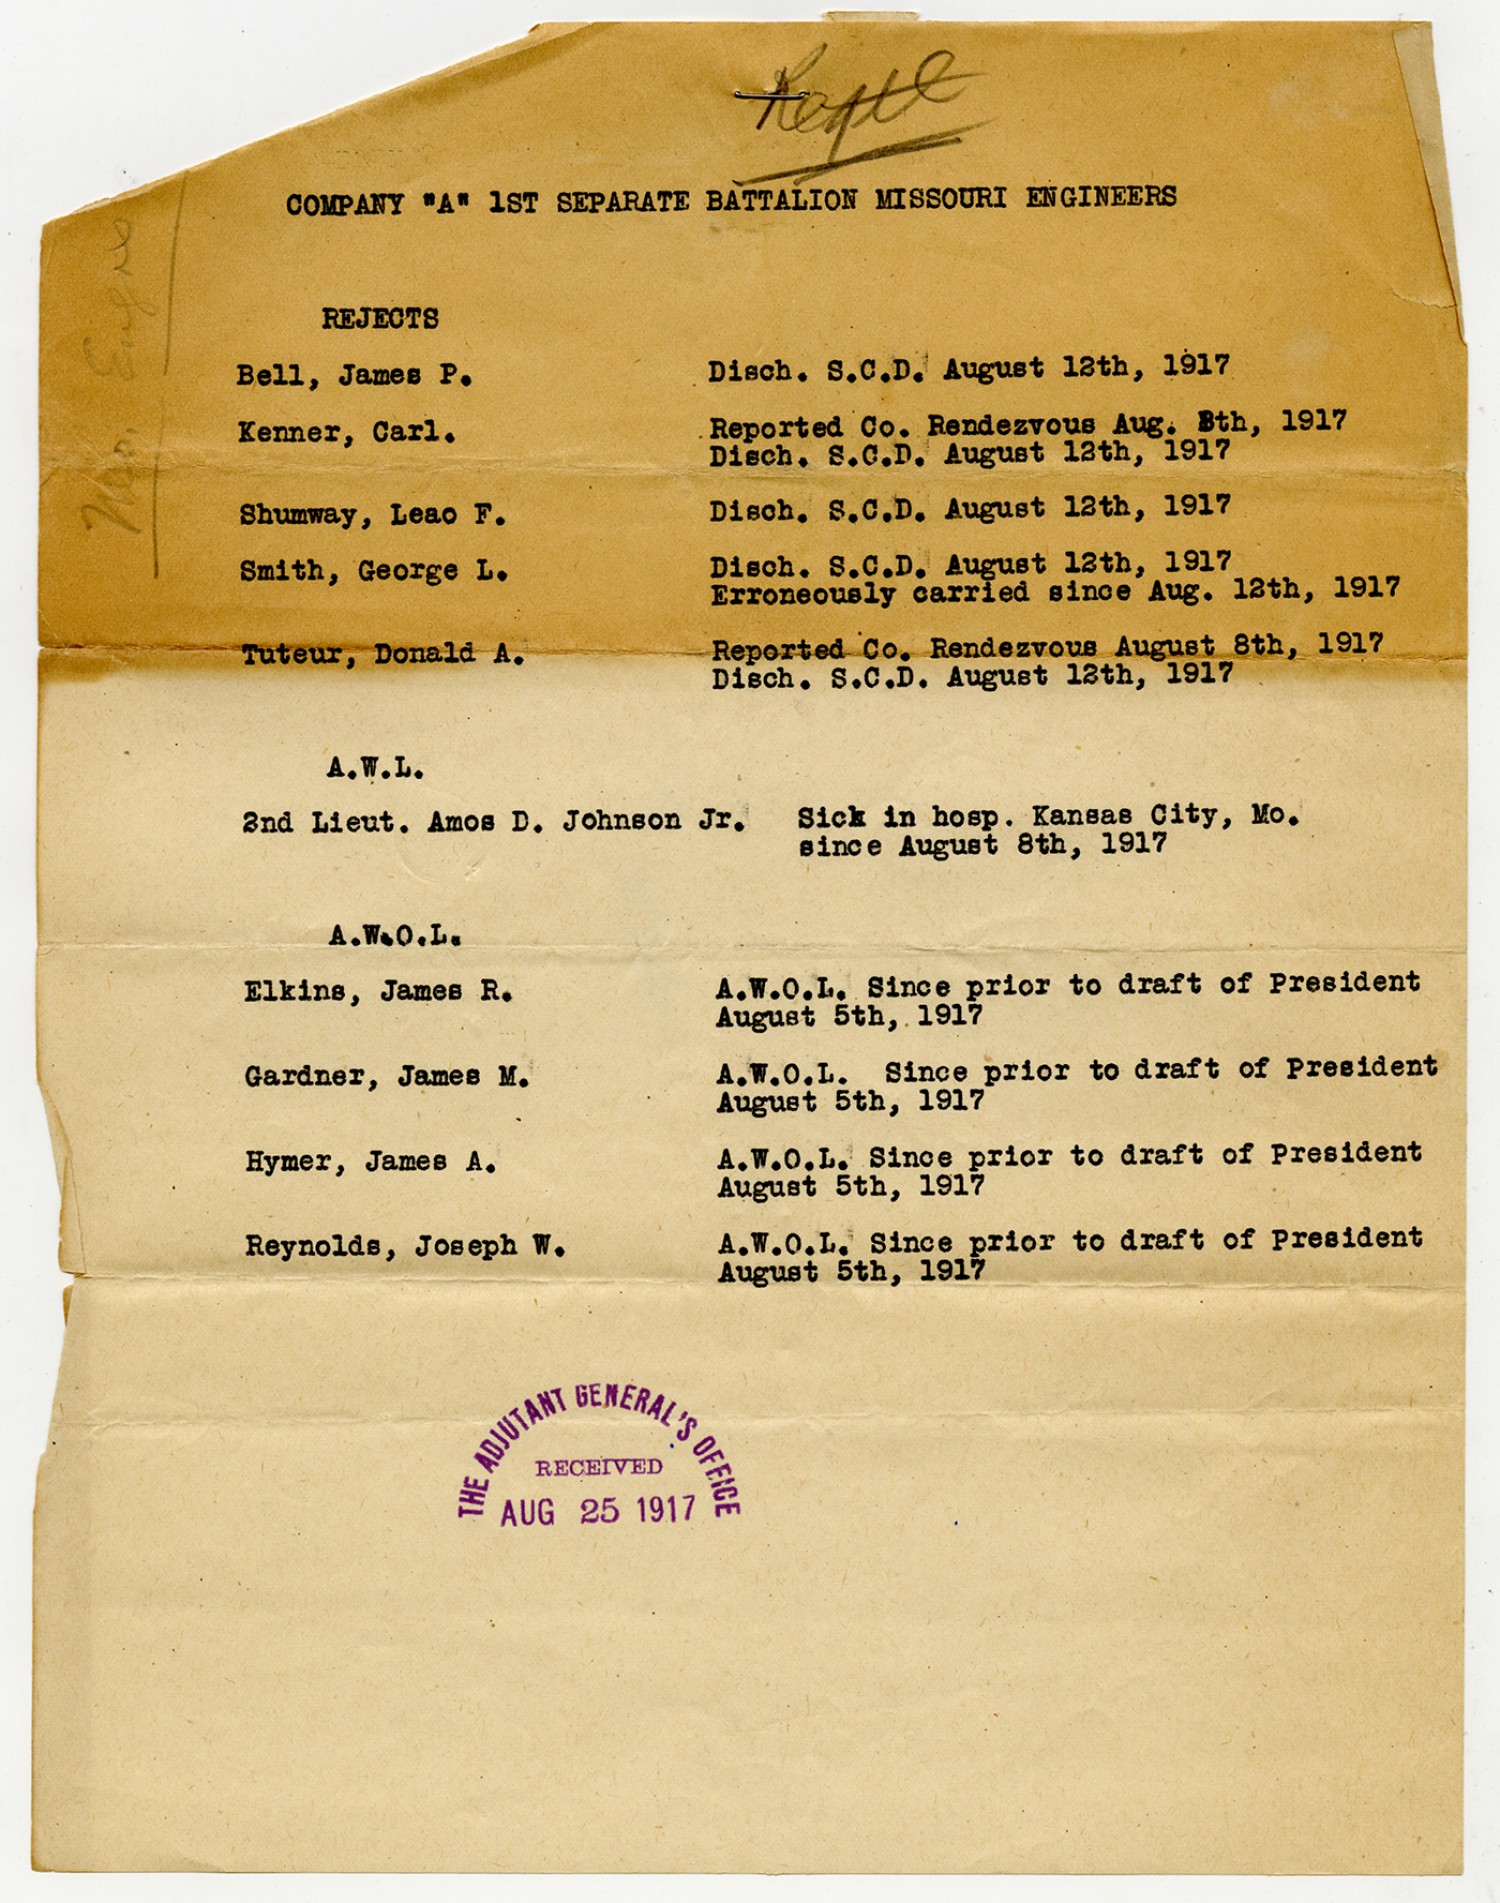 COMPANY "A" 1ST SEPARATE BATTALION MISSOURI ENGINEERS
REJECTS
Bell, James P. Disch. S.C.D. August 12th, 1917
Kenner, Carl. Reported Co. Rendezvous Aug. 8th, 1917
Disch. S.C.D. August 12th, 1917
Shumway, Leao F. Disch. S.C.D. August 12th, 1917
Smith, George L. Disch. S.C.D. August 12th, 1917
Erroneously carried since Aug. 12th, 1917
Tuteur, Donald A. Reported Co. Rendezvous August 8th, 1917
Disch. S.C.D. August 12th, 1917
A.W.L.
2nd Lieut. Amos D. Johnson Jr. Sick in hosp. Kansas City, Mo.
since August 8th, 1917
A.W.O.L.
Elkins, James R. A.W.O.L. Since prior to draft of President
August 5th, 1917
Gardner, James M. A.W.O.L. Since prior to draft of President
August 5th, 1917
Hymer, James A. A.W.O.L. Since prior to draft of President
August 5th, 1917
Reynolds, Joseph W. A.W.O.L. Since prior to draft of President
August 5th, 1917
THE ADJUTANT GENERAL'S OFFICE
RECEIVED
AUG 25 1917